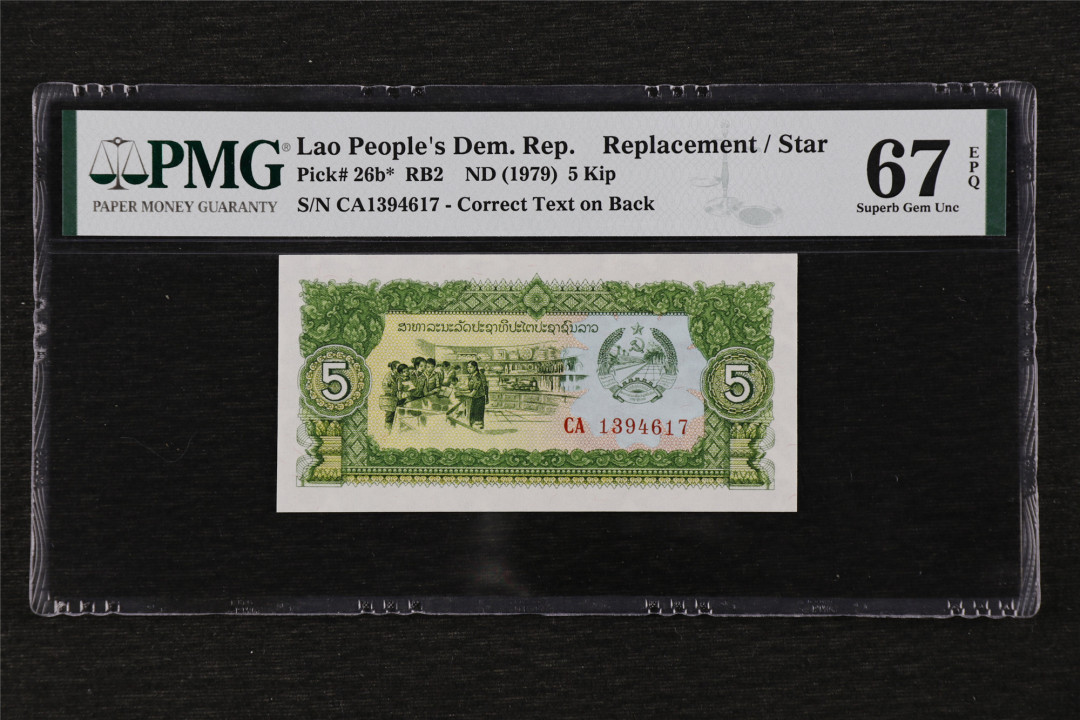 PMG®
PAPER MONEY GUARANTY
Lao People's Dem. Rep. Replacement / Star
Pick# 26b* RB2 ND (1979) 5 Kip
S/N CA1394617 - Correct Text on Back
67
EPQ
Superb Gem Unc
ສາທາລະນະລັດປະຊາທິປະໄຕປະຊາຊົນລາວ
5
5
CA 1394617